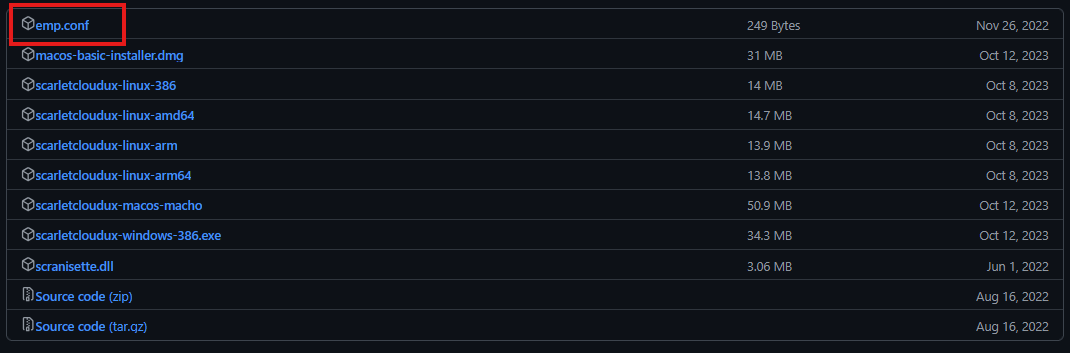 emp.conf 249 Bytes Nov 26, 2022
macos-basic-installer.dmg 31 MB Oct 12, 2023
scarletcloudux-linux-386 14 MB Oct 8, 2023
scarletcloudux-linux-amd64 14.7 MB Oct 8, 2023
scarletcloudux-linux-arm 13.9 MB Oct 8, 2023
scarletcloudux-linux-arm64 13.8 MB Oct 8, 2023
scarletcloudux-macos-macho 50.9 MB Oct 12, 2023
scarletcloudux-windows-386.exe 34.3 MB Oct 12, 2023
scranisette.dll 3.06 MB Jun 1, 2022
Source code (zip) Aug 16, 2022
Source code (tar.gz) Aug 16, 2022